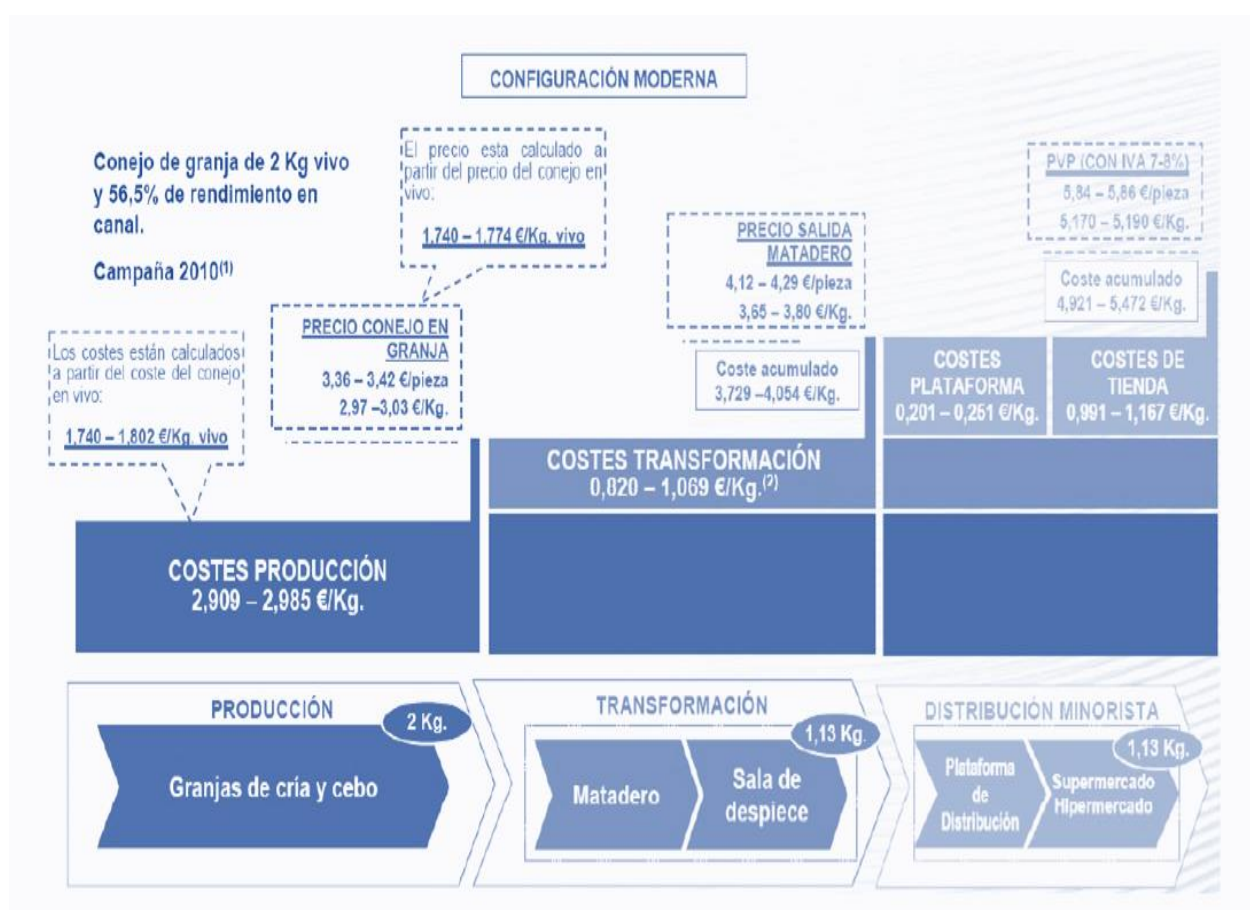 CONFIGURACIÓN MODERNA
Conejo de granja de 2 Kg vivo
y 56,5% de rendimiento en
canal.
Campaña 2010(1)
El precio esta calculado a
partir del precio del conejo en
vivo:
1,740 – 1,774 €/Kg. vivo
Los costes están calculados
a partir del coste del conejo
en vivo:
1,740 – 1,802 €/Kg. vivo
PRECIO CONEJO EN
GRANJA
3,36 – 3,42 €/pieza
2,97 –3,03 €/Kg.
PRECIO SALIDA
MATADERO
4,12 – 4,29 €/pieza
3,65 – 3,80 €/Kg.
Coste acumulado
3,729 –4,054 €/Kg.
PVP (CON IVA 7-8%)
5,84 – 5,86 €/pieza
5,170 – 5,190 €/Kg.
Coste acumulado
4,921 – 5,472 €/Kg.
COSTES
PLATAFORMA
0,201 – 0,251 €/Kg.
COSTES DE
TIENDA
0,991 – 1,167 €/Kg.
COSTES TRANSFORMACIÓN
0,820 – 1,069 €/Kg.(2)
COSTES PRODUCCIÓN
2,909 – 2,985 €/Kg.
PRODUCCIÓN
2 Kg.
Granjas de cría y cebo
TRANSFORMACIÓN
1,13 Kg.
Matadero
Sala de
despiece
DISTRIBUCIÓN MINORISTA
1,13 Kg.
Plataforma
de
Distribución
Supermercado
Hipermercado